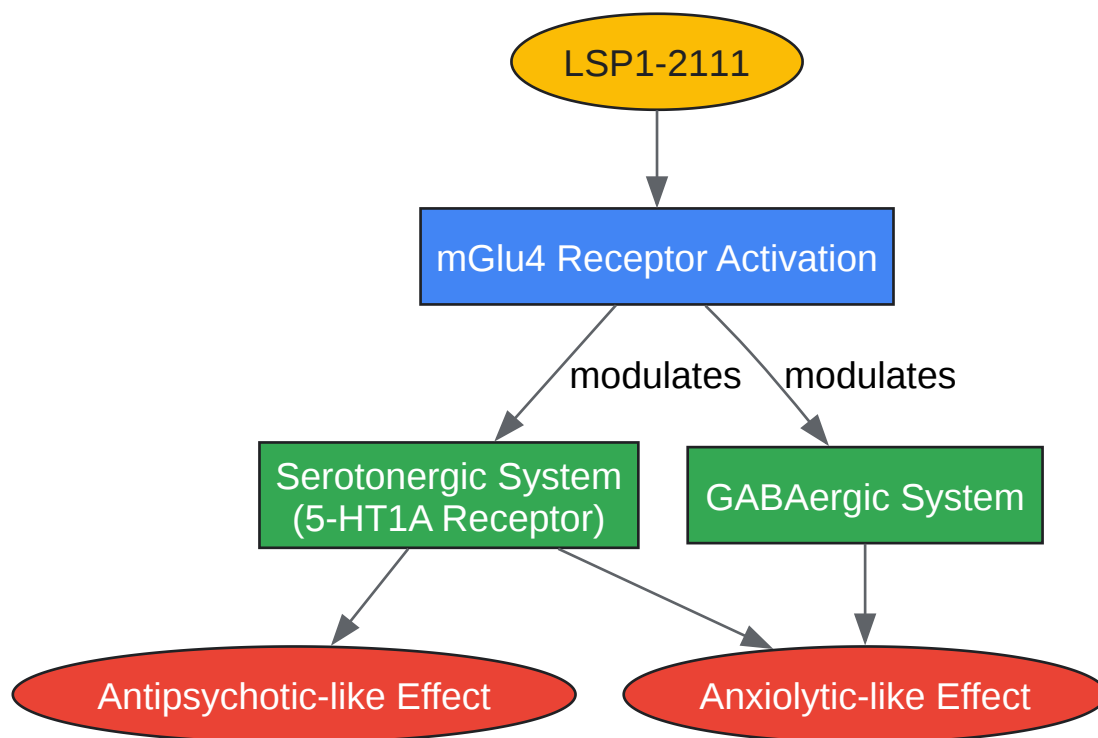 LSP1-2111
mGlu4 Receptor Activation
modulates
modulates
Serotonergic System
(5-HT1A Receptor)
GABAergic System
Antipsychotic-like Effect
Anxiolytic-like Effect